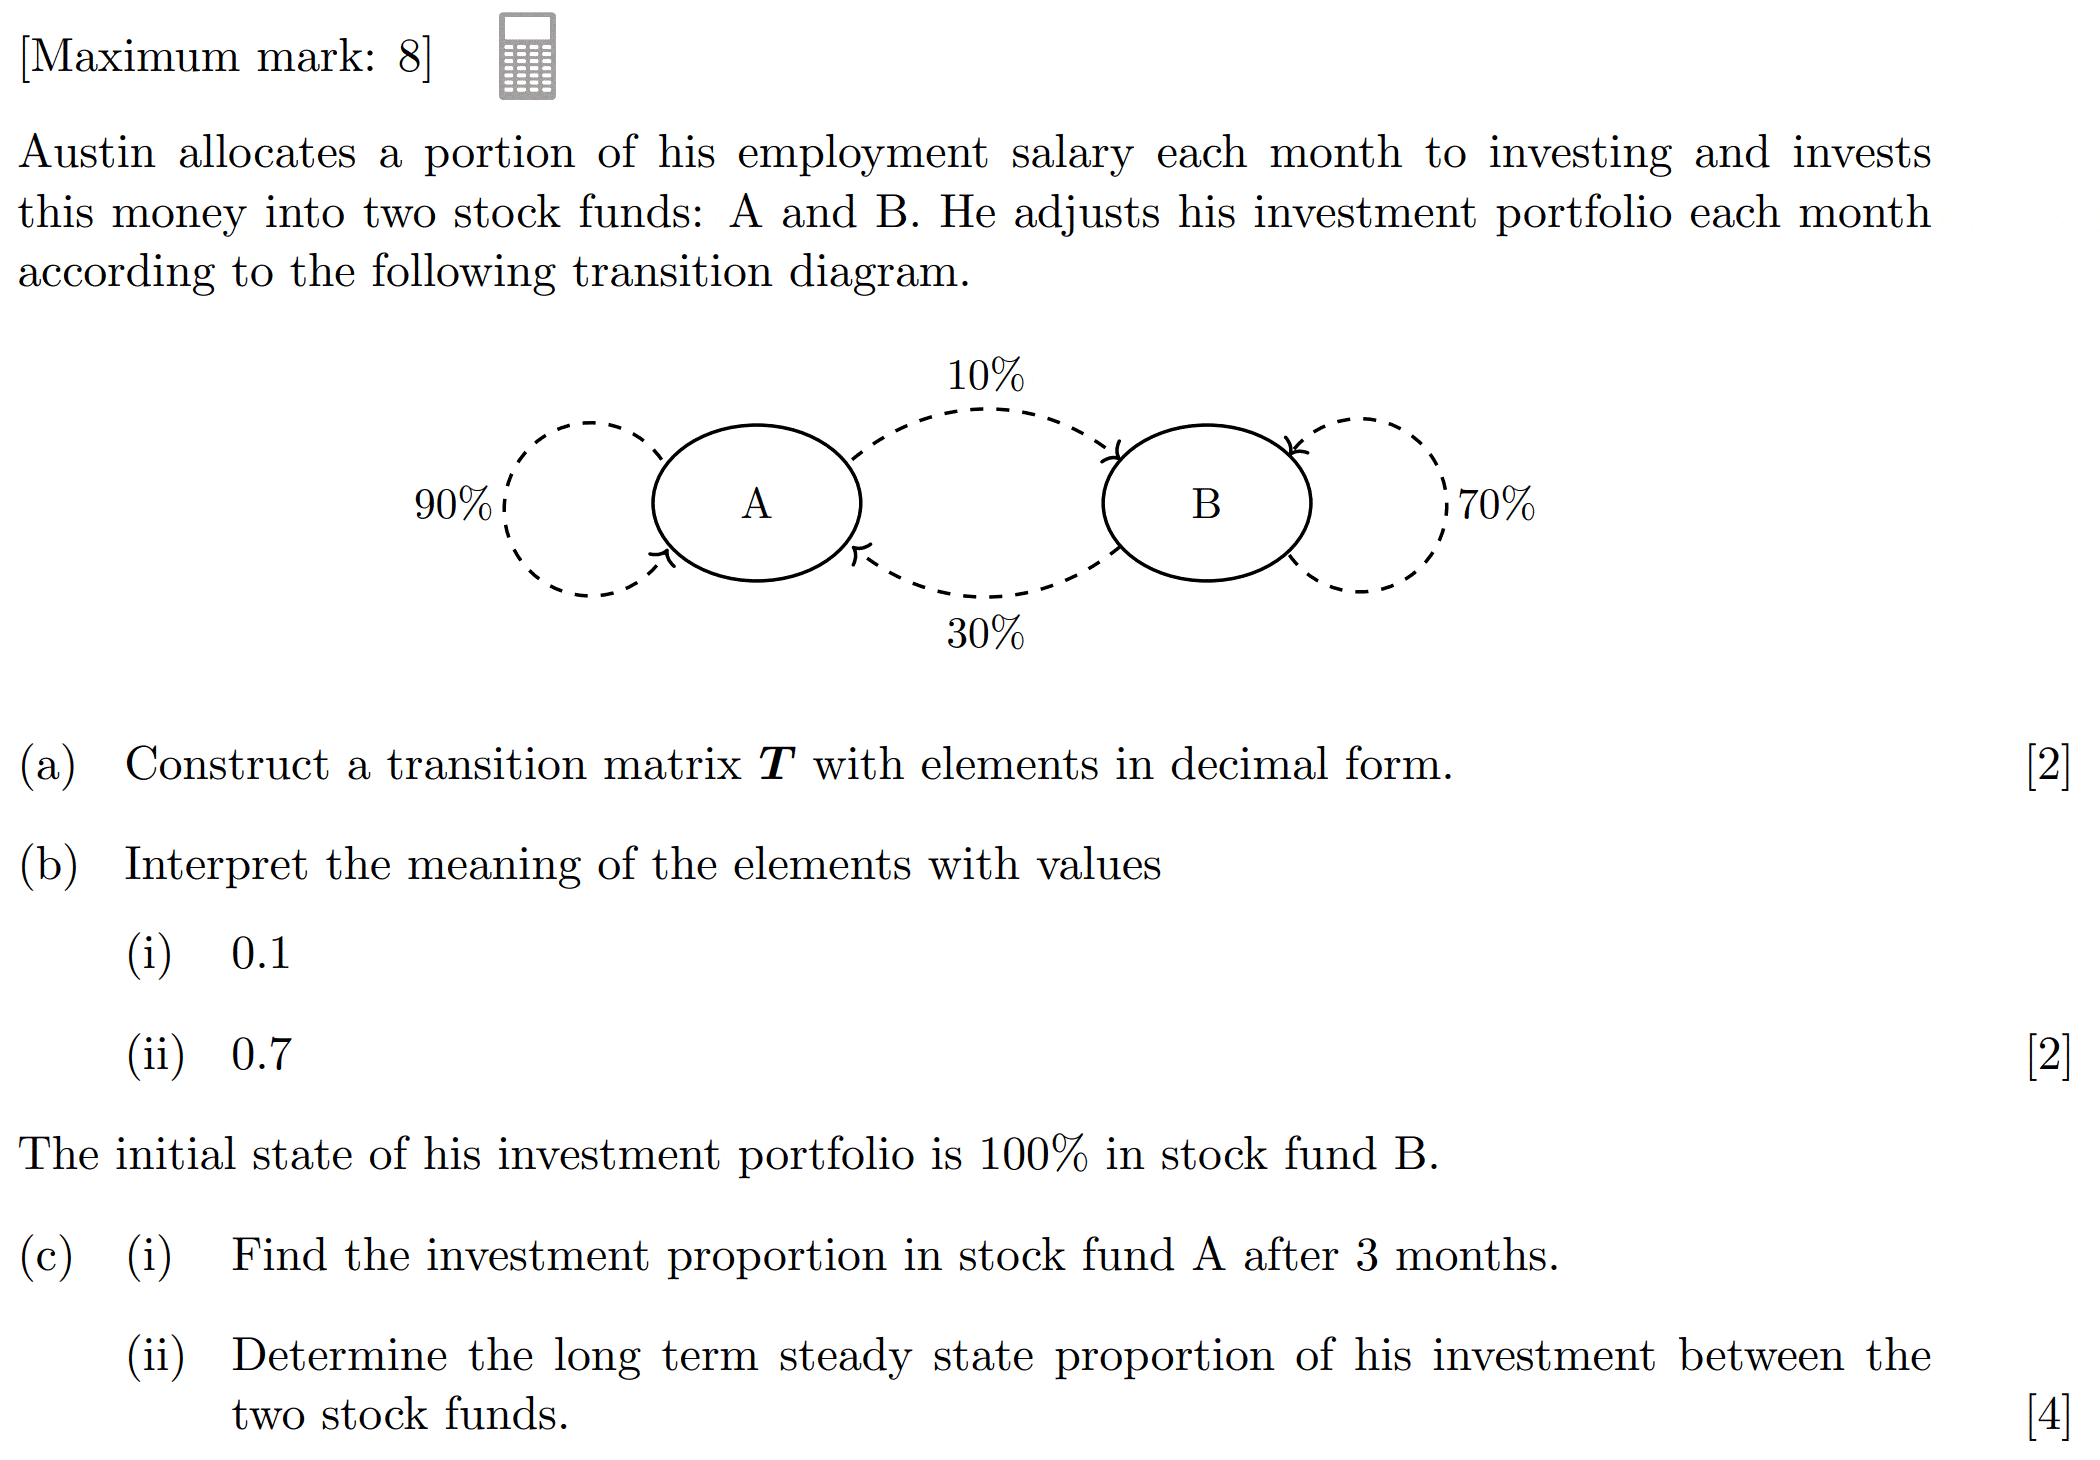 [Maximum mark: 8]
Austin allocates a portion of his employment salary each month to investing and invests
this money into two stock funds: A and B. He adjusts his investment portfolio each month
according to the following transition diagram.
10%
90%
A
B
70%
30%
(a) Construct a transition matrix T with elements in decimal form. [2]
(b) Interpret the meaning of the elements with values
(i) 0.1
(ii) 0.7 [2]
The initial state of his investment portfolio is 100% in stock fund B.
(c) (i) Find the investment proportion in stock fund A after 3 months.
(ii) Determine the long term steady state proportion of his investment between the
two stock funds. [4]